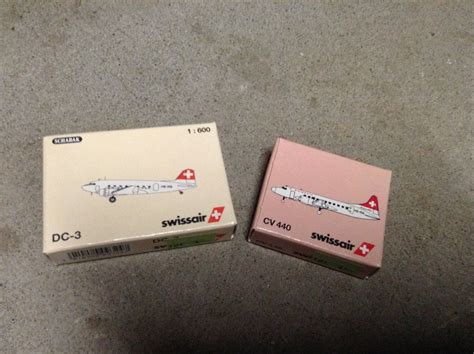 SCHABAK
1:600
DC-3
swissair
CV 440
swissair